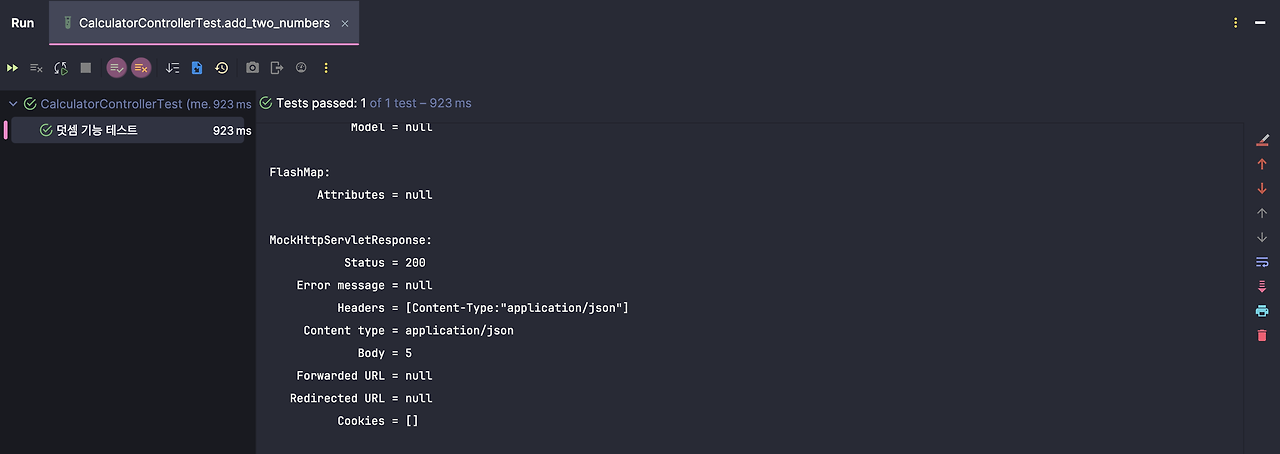 Run CalculatorControllerTest.add_two_numbers
CalculatorControllerTest (me. 923 ms
덧셈 기능 테스트 923 ms
Tests passed: 1 of 1 test – 923 ms
Model = null
FlashMap:
Attributes = null
MockHttpServletResponse:
Status = 200
Error message = null
Headers = [Content-Type:"application/json"]
Content type = application/json
Body = 5
Forwarded URL = null
Redirected URL = null
Cookies = []